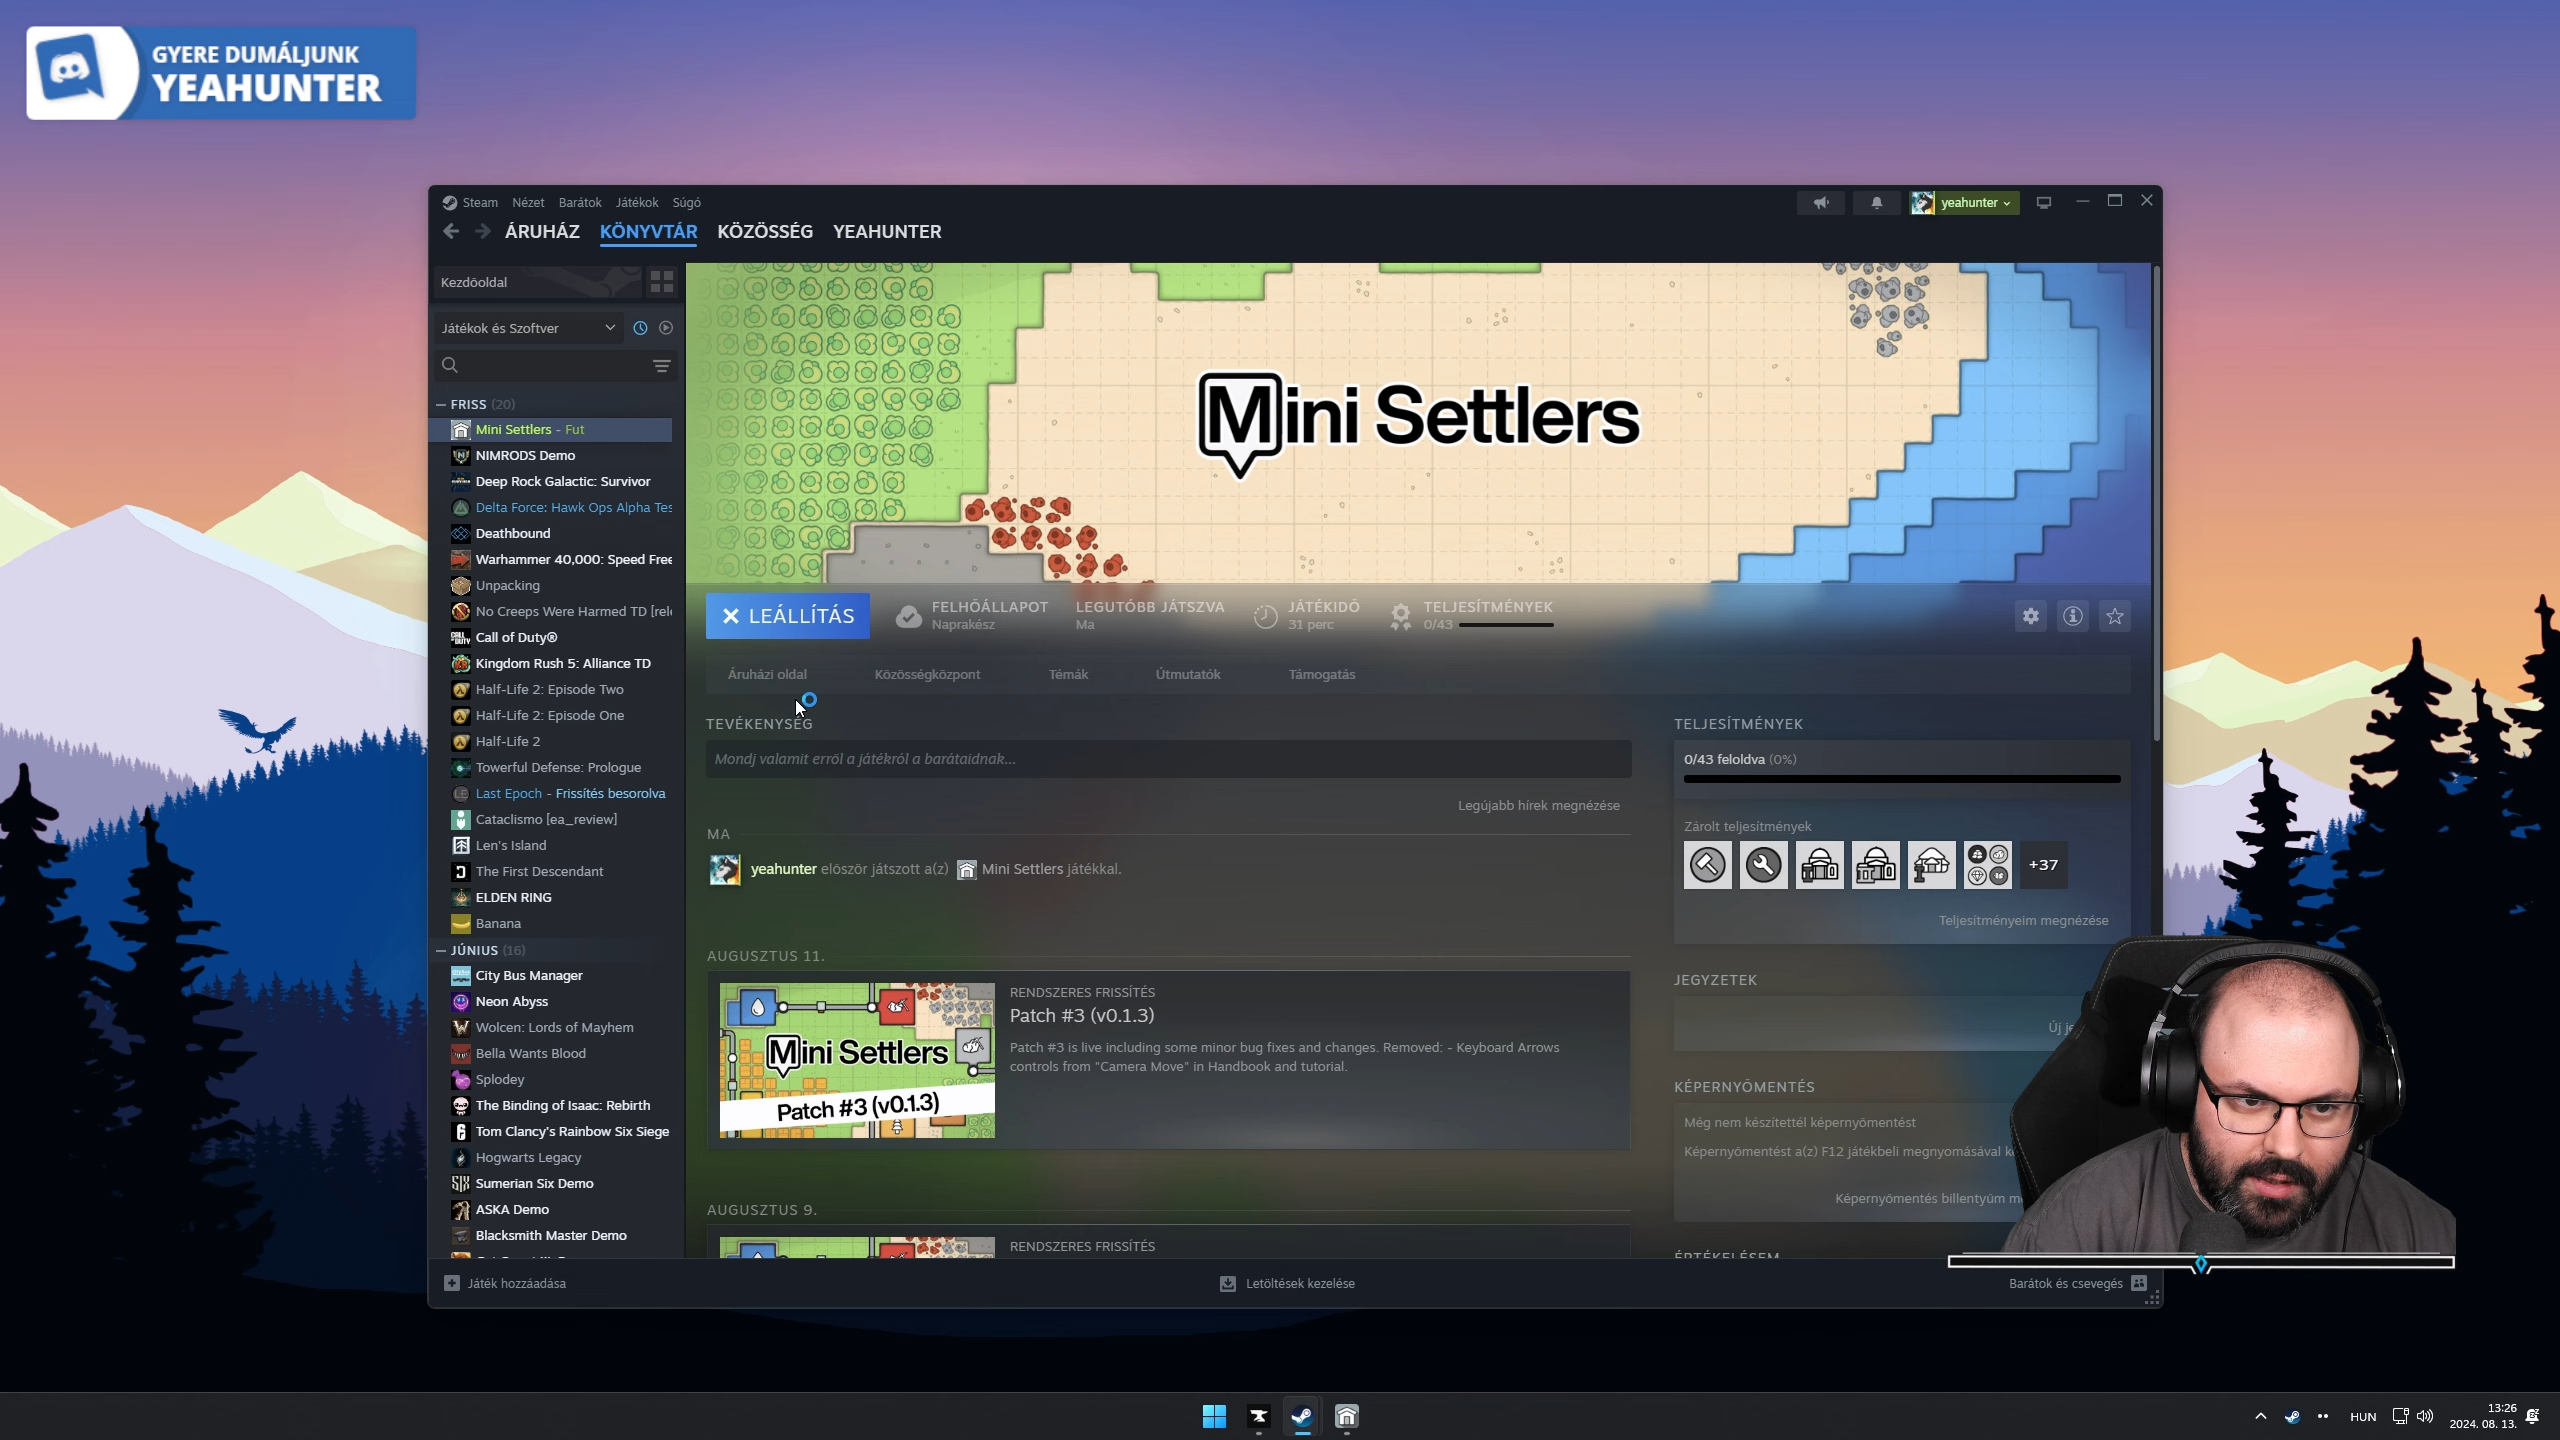 GYERE DUMÁLJUNK
YEAHUNTER
Steam Nézet Barátok Játékok Súgó
yeahunter
ÁRUHÁZ KÖNYVTÁR KÖZÖSSÉG YEAHUNTER
Kezdőoldal
Játékok és Szoftver
FRISS (20)
Mini Settlers - Fut
NIMRODS Demo
Deep Rock Galactic: Survivor
Delta Force: Hawk Ops Alpha Tes
Deathbound
Warhammer 40,000: Speed Free
Unpacking
No Creeps Were Harmed TD [rel
Call of Duty®
Kingdom Rush 5: Alliance TD
Half-Life 2: Episode Two
Half-Life 2: Episode One
Half-Life 2
Towerful Defense: Prologue
Last Epoch - Frissítés besorolva
Cataclismo [ea_review]
Len's Island
The First Descendant
ELDEN RING
Banana
JÚNIUS (16)
City Bus Manager
Neon Abyss
Wolcen: Lords of Mayhem
Bella Wants Blood
Splodey
The Binding of Isaac: Rebirth
Tom Clancy's Rainbow Six Siege
Hogwarts Legacy
Sumerian Six Demo
ASKA Demo
Blacksmith Master Demo
Mini Settlers
LEÁLLÍTÁS
FELHŐÁLLAPOT
Naprakész
LEGUTÓBB JÁTSZVA
Ma
JÁTÉKIDŐ
31 perc
TELJESÍTMÉNYEK
0/43
Áruházi oldal Közösségközpont Témák Útmutatók Támogatás
TEVÉKENYSÉG
Mondj valamit erről a játékról a barátaidnak...
Legújabb hírek megnézése
MA
yeahunter először játszott a(z) Mini Settlers játékkal.
AUGUSZTUS 11.
Mini Settlers
Patch #3 (v0.1.3)
RENDSZERES FRISSÍTÉS
Patch #3 (v0.1.3)
Patch #3 is live including some minor bug fixes and changes. Removed: - Keyboard Arrows
controls from "Camera Move" in Handbook and tutorial.
AUGUSZTUS 9.
RENDSZERES FRISSÍTÉS
TELJESÍTMÉNYEK
0/43 feloldva (0%)
Zárolt teljesítmények
+37
Teljesítményeim megnézése
JEGYZETEK
Új je
KÉPERNYŐMENTÉS
Még nem készítettél képernyőmentést
Képernyőmentést a(z) F12 játékbeli megnyomásával k
Képernyőmentés billentyűm m
ÉRTÉKELÉSEM
Játék hozzáadása
Letöltések kezelése
Barátok és csevegés
HUN
13:26
2024. 08. 13.